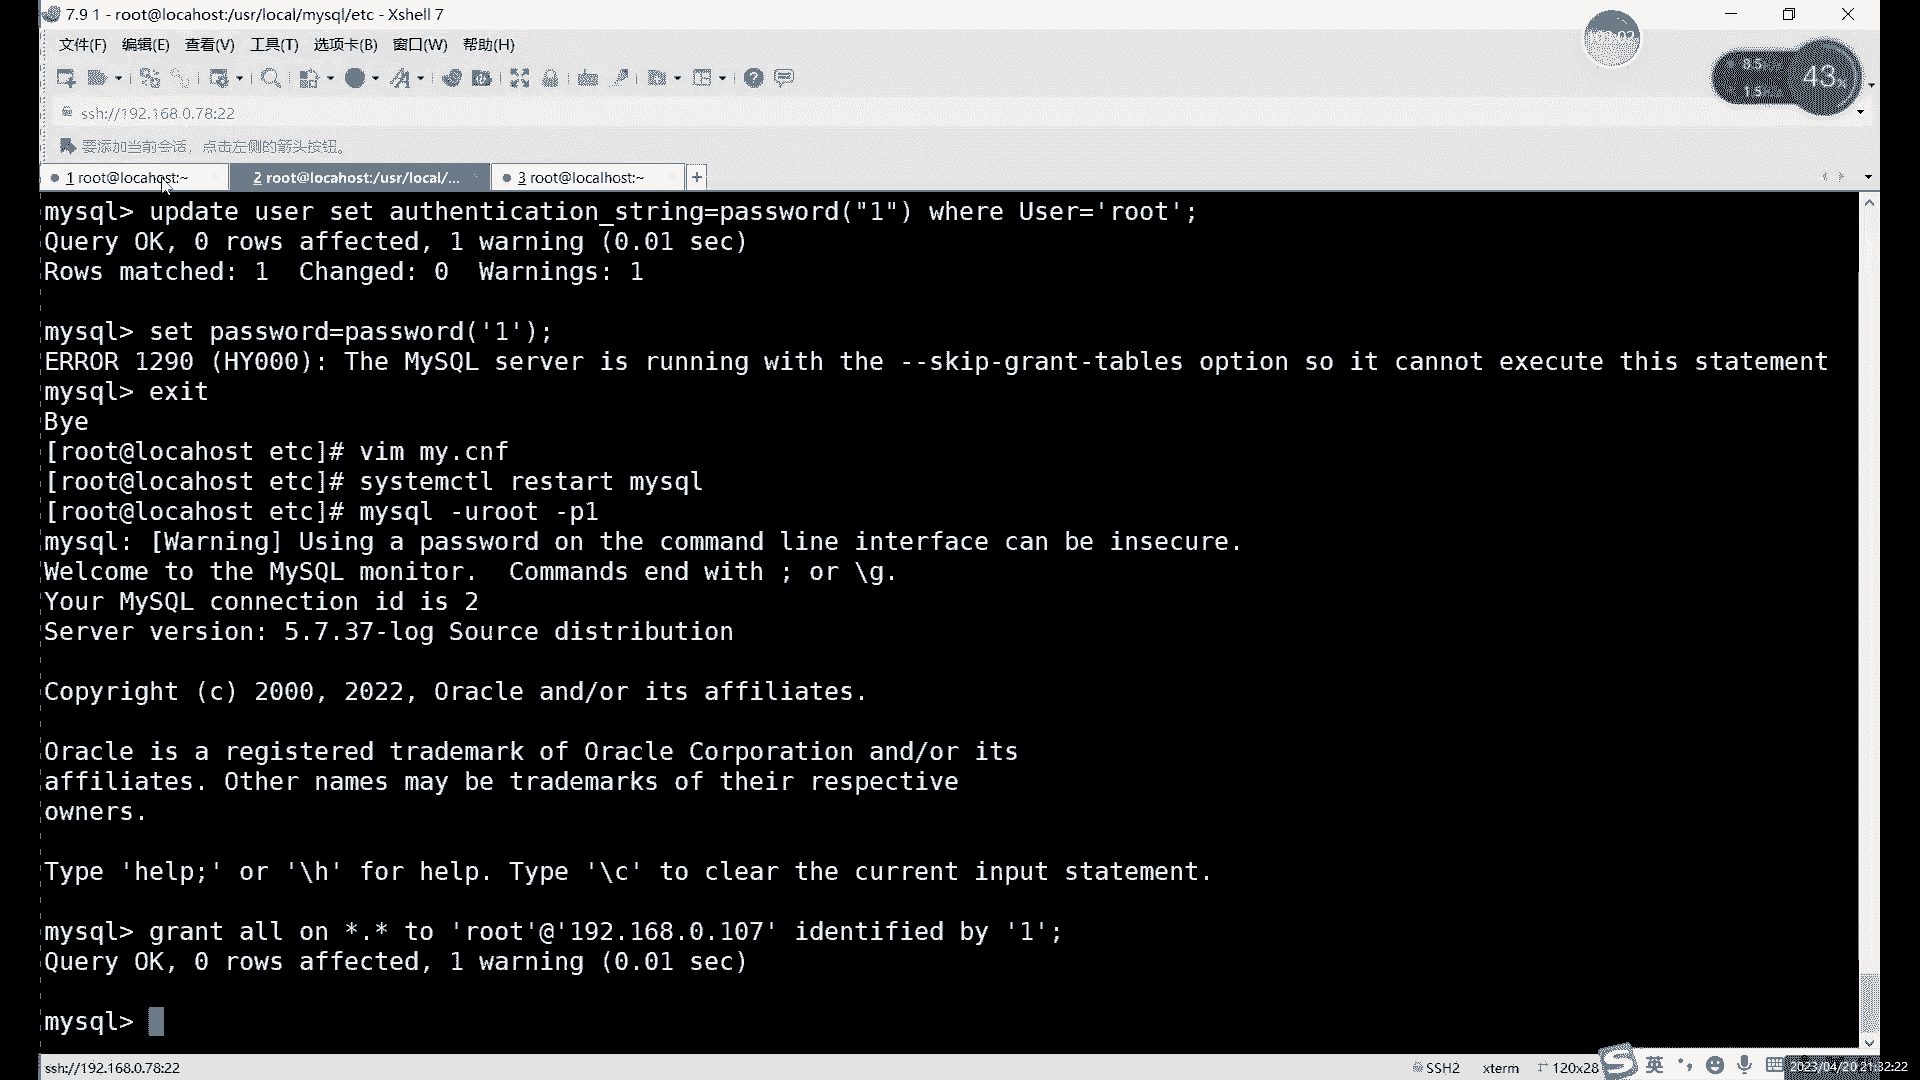 7.9 1 - root@locahost:/usr/local/mysql/etc - Xshell 7
文件(F) 编辑(E) 查看(V) 工具(T) 选项卡(B) 窗口(W) 帮助(H)
8.5
1.5
43%
ssh://192.168.0.78:22
要添加当前会话，点击左侧的箭头按钮。
1 root@locahost:~ 2 root@locahost:/usr/local/... 3 root@localhost:~ +
mysql> update user set authentication_string=password("1") where User='root';
Query OK, 0 rows affected, 1 warning (0.01 sec)
Rows matched: 1  Changed: 0  Warnings: 1
mysql> set password=password('1');
ERROR 1290 (HY000): The MySQL server is running with the --skip-grant-tables option so it cannot execute this statement
mysql> exit
Bye
[root@locahost etc]# vim my.cnf
[root@locahost etc]# systemctl restart mysql
[root@locahost etc]# mysql -uroot -p1
mysql: [Warning] Using a password on the command line interface can be insecure.
Welcome to the MySQL monitor.  Commands end with ; or \g.
Your MySQL connection id is 2
Server version: 5.7.37-log Source distribution
Copyright (c) 2000, 2022, Oracle and/or its affiliates.
Oracle is a registered trademark of Oracle Corporation and/or its
affiliates. Other names may be trademarks of their respective
owners.
Type 'help;' or '\h' for help. Type '\c' to clear the current input statement.
mysql> grant all on *.* to 'root'@'192.168.0.107' identified by '1';
Query OK, 0 rows affected, 1 warning (0.01 sec)
mysql>
ssh://192.168.0.78:22 SSH2 xterm 120x28 英 2023/04/20 21:32:22